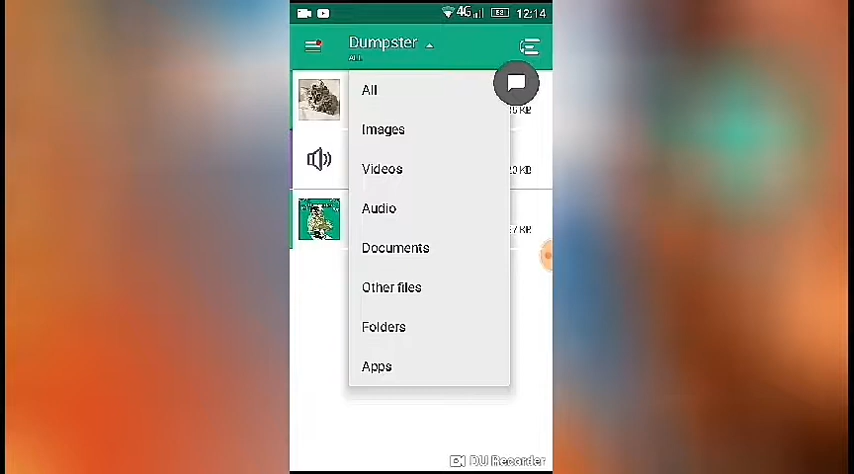 4G 12:14
Dumpster
ALL
All
Images
Videos
Audio
Documents
Other files
Folders
Apps
DU Recorder